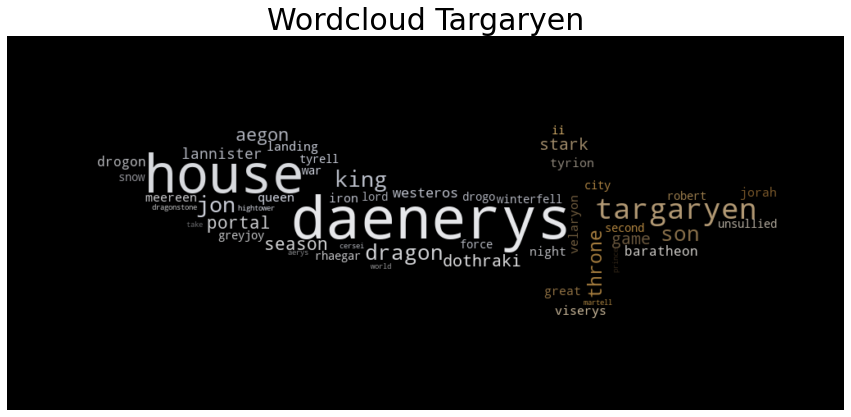 Wordcloud Targaryen
ii
aegon
stark
landing
lannister
tyrell
drogon
tyrion
house
war
snow
king
city
meereen
queen
iron
lord
westeros
drogo
winterfell
robert
jorah
dragonstone
hightower
jon
daenerys
targaryen
take
portal
velaryon
second
unsullied
greyjoy
season
cersei
force
game
son
aerys
rhaegar
dragon
dothraki
night
throne
baratheon
world
great
martell
viserys